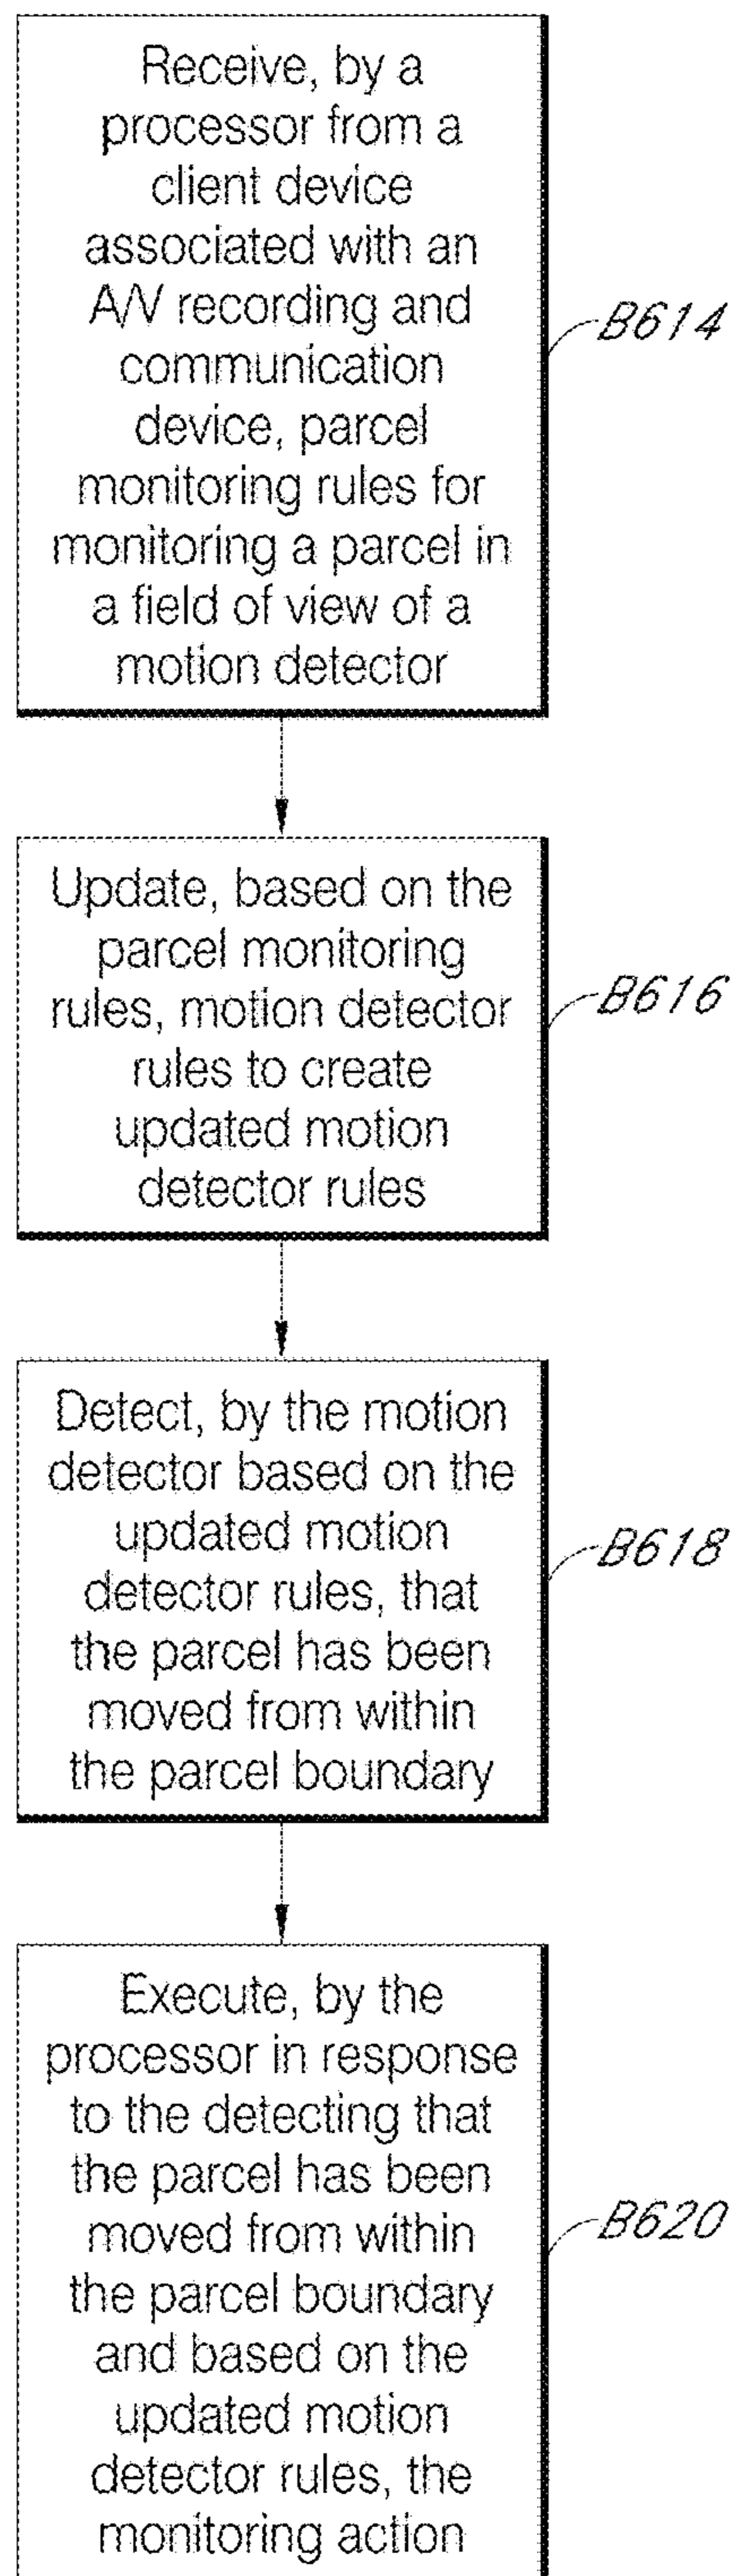 Receive, by a
processor from a
client device
associated with an
A/V recording and
communication
device, parcel
monitoring rules for
monitoring a parcel in
a field of view of a
motion detector
B614
Update, based on the
parcel monitoring
rules, motion detector
rules to create
updated motion
detector rules
B616
Detect, by the motion
detector based on the
updated motion
detector rules, that
the parcel has been
moved from within
the parcel boundary
B618
Execute, by the
processor in response
to the detecting that
the parcel has been
moved from within
the parcel boundary
and based on the
updated motion
detector rules, the
monitoring action
B620